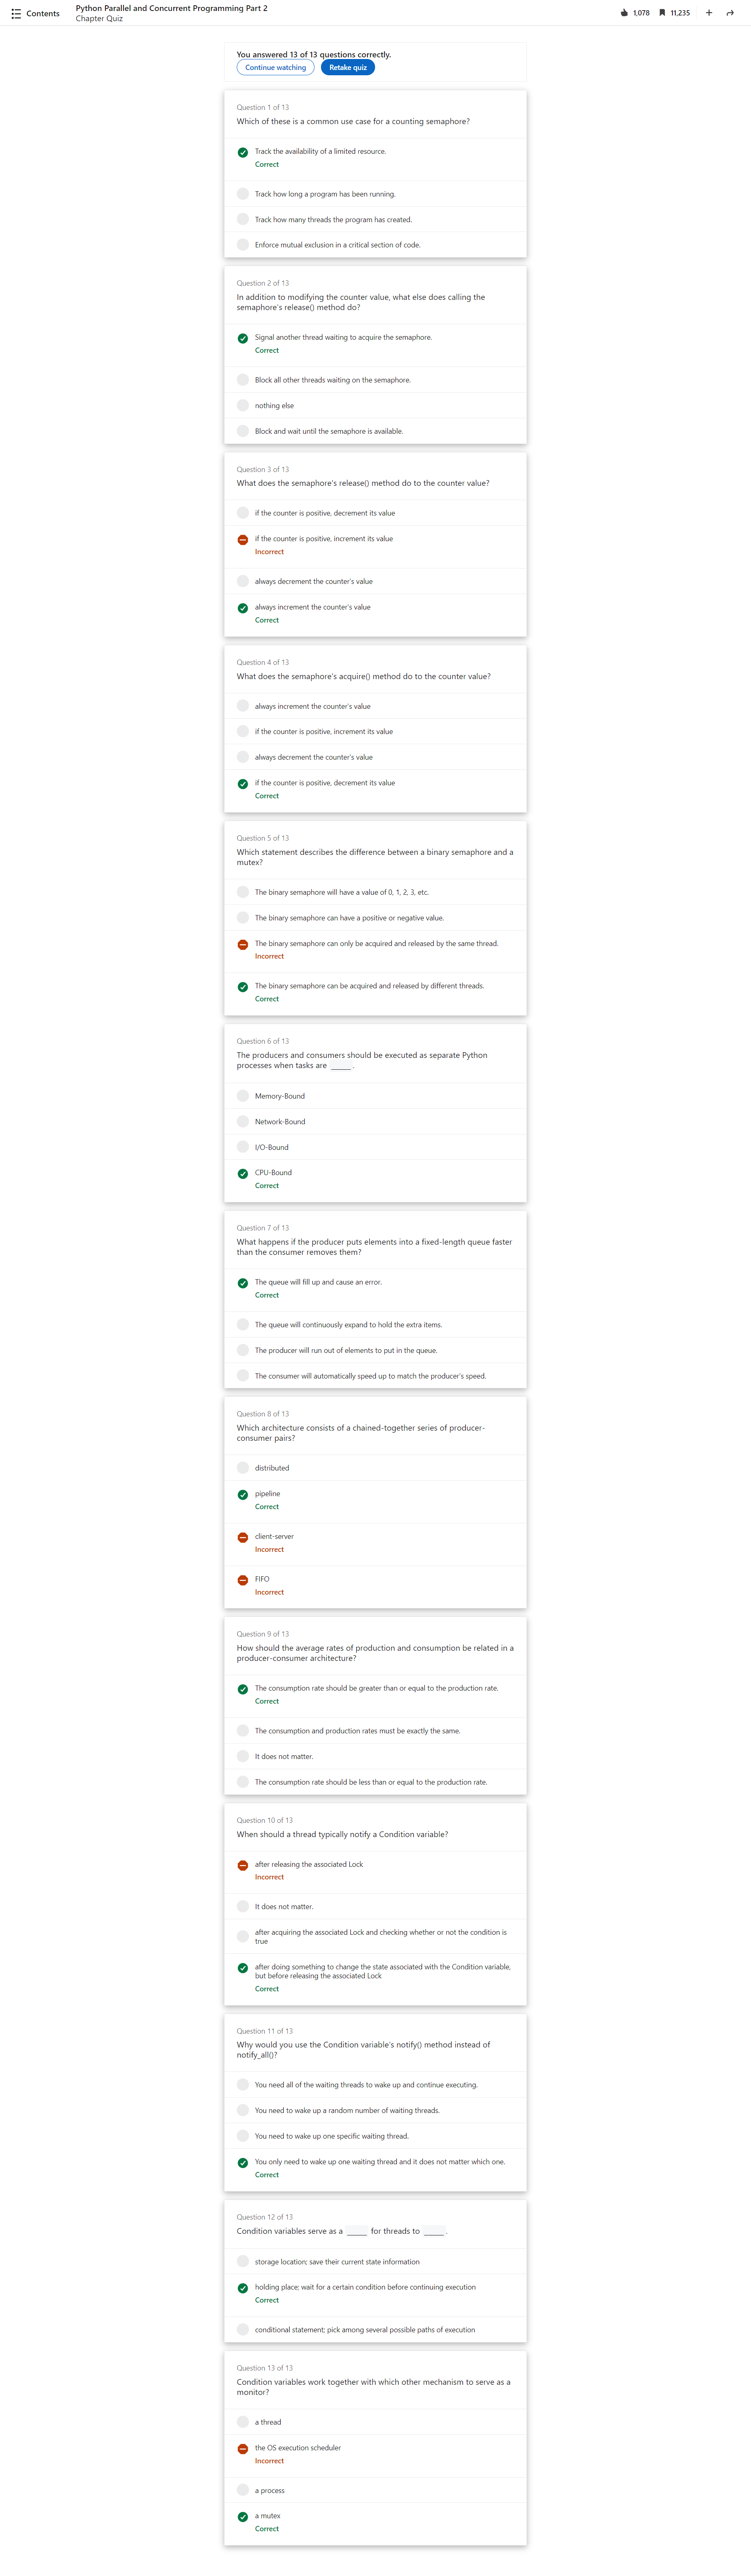 Contents
Python Parallel and Concurrent Programming Part 2
Chapter Quiz
1,078
11,235
You answered 13 of 13 questions correctly.
Continue watching
Retake quiz
Question 1 of 13
Which of these is a common use case for a counting semaphore?
Track the availability of a limited resource.
Correct
Track how long a program has been running.
Track how many threads the program has created.
Enforce mutual exclusion in a critical section of code.
Question 2 of 13
In addition to modifying the counter value, what else does calling the
semaphore's release() method do?
Signal another thread waiting to acquire the semaphore.
Correct
Block all other threads waiting on the semaphore.
nothing else
Block and wait until the semaphore is available.
Question 3 of 13
What does the semaphore's release() method do to the counter value?
if the counter is positive, decrement its value
if the counter is positive, increment its value
Incorrect
always decrement the counter's value
always increment the counter's value
Correct
Question 4 of 13
What does the semaphore's acquire() method do to the counter value?
always increment the counter's value
if the counter is positive, increment its value
always decrement the counter's value
if the counter is positive, decrement its value
Correct
Question 5 of 13
Which statement describes the difference between a binary semaphore and a
mutex?
The binary semaphore will have a value of 0, 1, 2, 3, etc.
The binary semaphore can have a positive or negative value.
The binary semaphore can only be acquired and released by the same thread.
Incorrect
The binary semaphore can be acquired and released by different threads.
Correct
Question 6 of 13
The producers and consumers should be executed as separate Python
processes when tasks are _____.
Memory-Bound
Network-Bound
I/O-Bound
CPU-Bound
Correct
Question 7 of 13
What happens if the producer puts elements into a fixed-length queue faster
than the consumer removes them?
The queue will fill up and cause an error.
Correct
The queue will continuously expand to hold the extra items.
The producer will run out of elements to put in the queue.
The consumer will automatically speed up to match the producer's speed.
Question 8 of 13
Which architecture consists of a chained-together series of producer-
consumer pairs?
distributed
pipeline
Correct
client-server
Incorrect
FIFO
Incorrect
Question 9 of 13
How should the average rates of production and consumption be related in a
producer-consumer architecture?
The consumption rate should be greater than or equal to the production rate.
Correct
The consumption and production rates must be exactly the same.
It does not matter.
The consumption rate should be less than or equal to the production rate.
Question 10 of 13
When should a thread typically notify a Condition variable?
after releasing the associated Lock
Incorrect
It does not matter.
after acquiring the associated Lock and checking whether or not the condition is
true
after doing something to change the state associated with the Condition variable,
but before releasing the associated Lock
Correct
Question 11 of 13
Why would you use the Condition variable's notify() method instead of
notify_all()?
You need all of the waiting threads to wake up and continue executing.
You need to wake up a random number of waiting threads.
You need to wake up one specific waiting thread.
You only need to wake up one waiting thread and it does not matter which one.
Correct
Question 12 of 13
Condition variables serve as a _____ for threads to _____.
storage location; save their current state information
holding place; wait for a certain condition before continuing execution
Correct
conditional statement; pick among several possible paths of execution
Question 13 of 13
Condition variables work together with which other mechanism to serve as a
monitor?
a thread
the OS execution scheduler
Incorrect
a process
a mutex
Correct